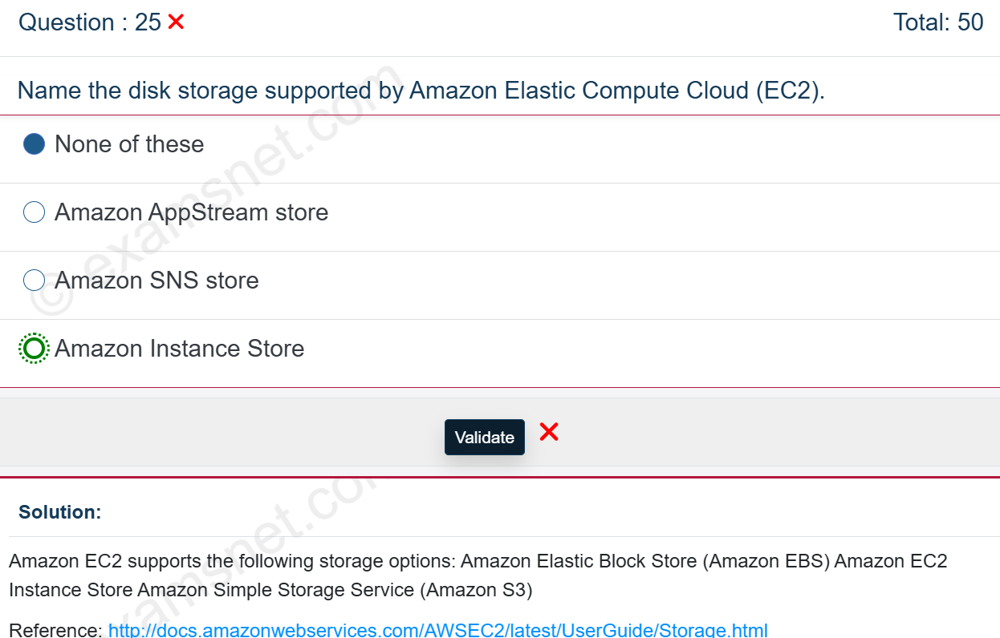 Question : 25
Total: 50
Name the disk storage supported by Amazon Elastic Compute Cloud (EC2).
None of these
Amazon AppStream store
Amazon SNS store
Amazon Instance Store
© examsnet.com
Validate
Solution:
Amazon EC2 supports the following storage options: Amazon Elastic Block Store (Amazon EBS) Amazon EC2
Instance Store Amazon Simple Storage Service (Amazon S3)
Reference: http://docs.amazonwebservices.com/AWSEC2/latest/UserGuide/Storage.html